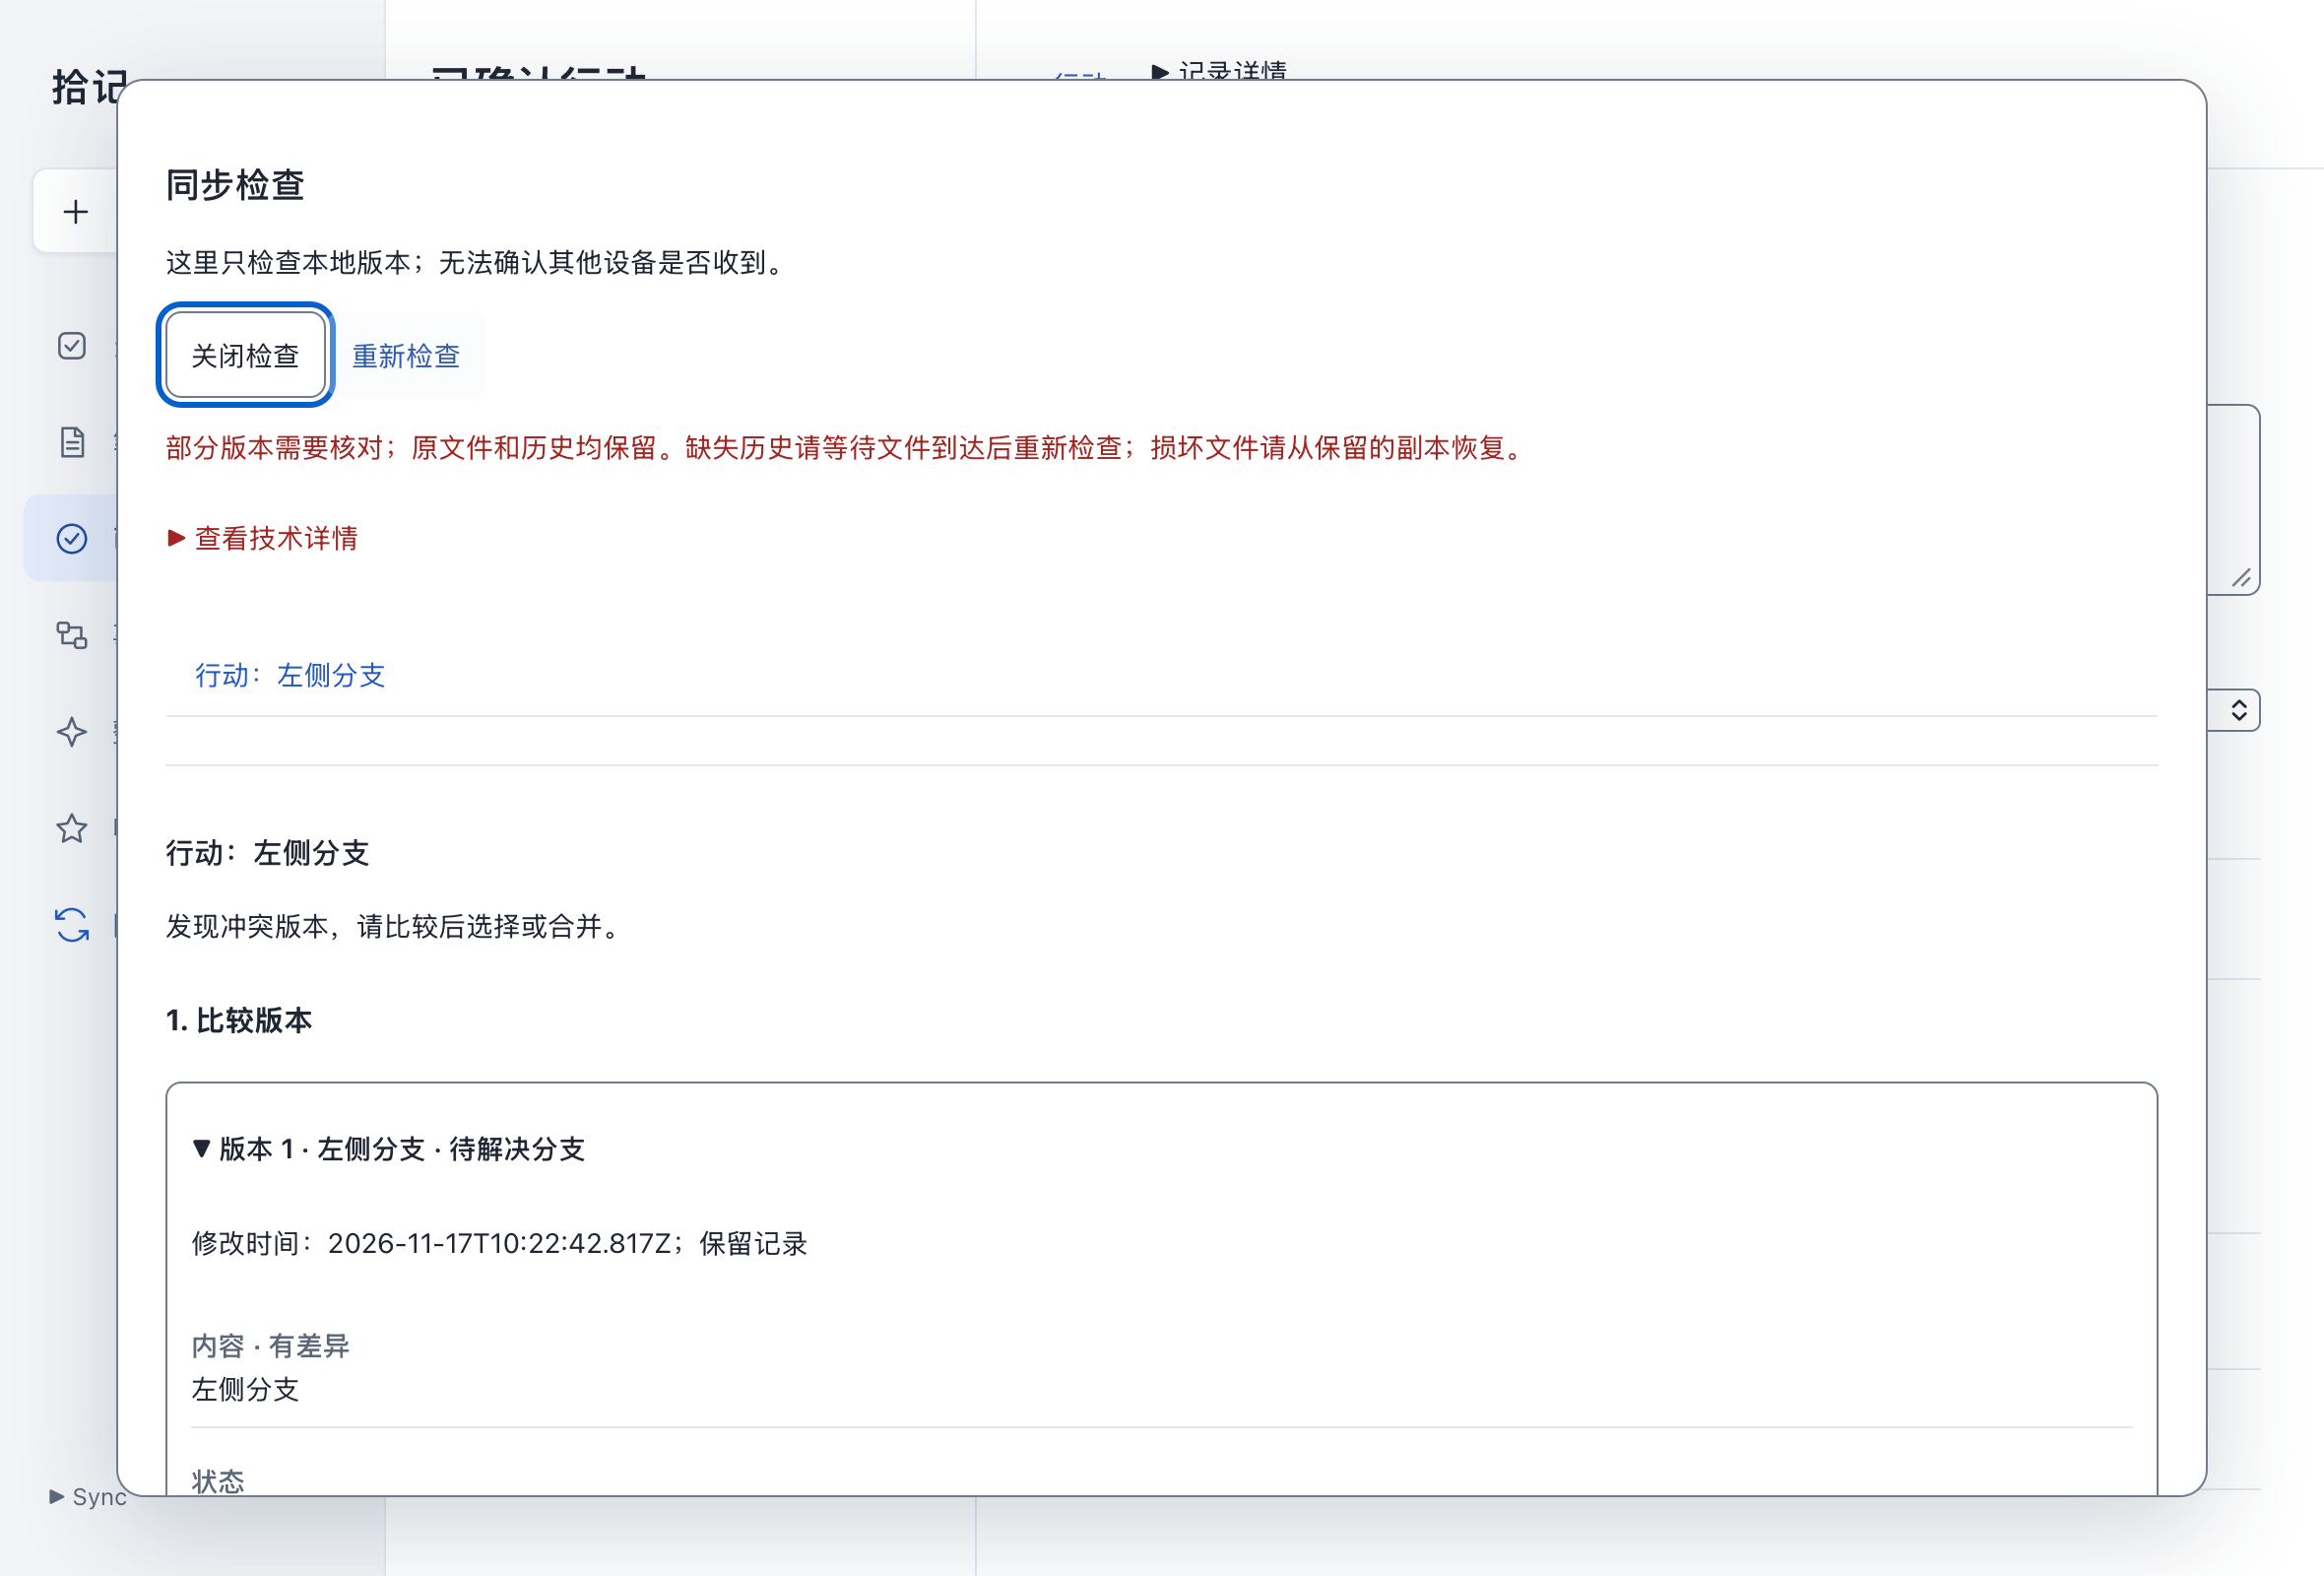 拾记
已确认行动
行动
▶ 记录详情
同步检查
这里只检查本地版本；无法确认其他设备是否收到。
关闭检查
重新检查
部分版本需要核对；原文件和历史均保留。缺失历史请等待文件到达后重新检查；损坏文件请从保留的副本恢复。
▶ 查看技术详情
行动：左侧分支
行动：左侧分支
发现冲突版本，请比较后选择或合并。
1. 比较版本
▼ 版本 1 · 左侧分支 · 待解决分支
修改时间：2026-11-17T10:22:42.817Z；保留记录
内容 · 有差异
左侧分支
状态
▶ Sync